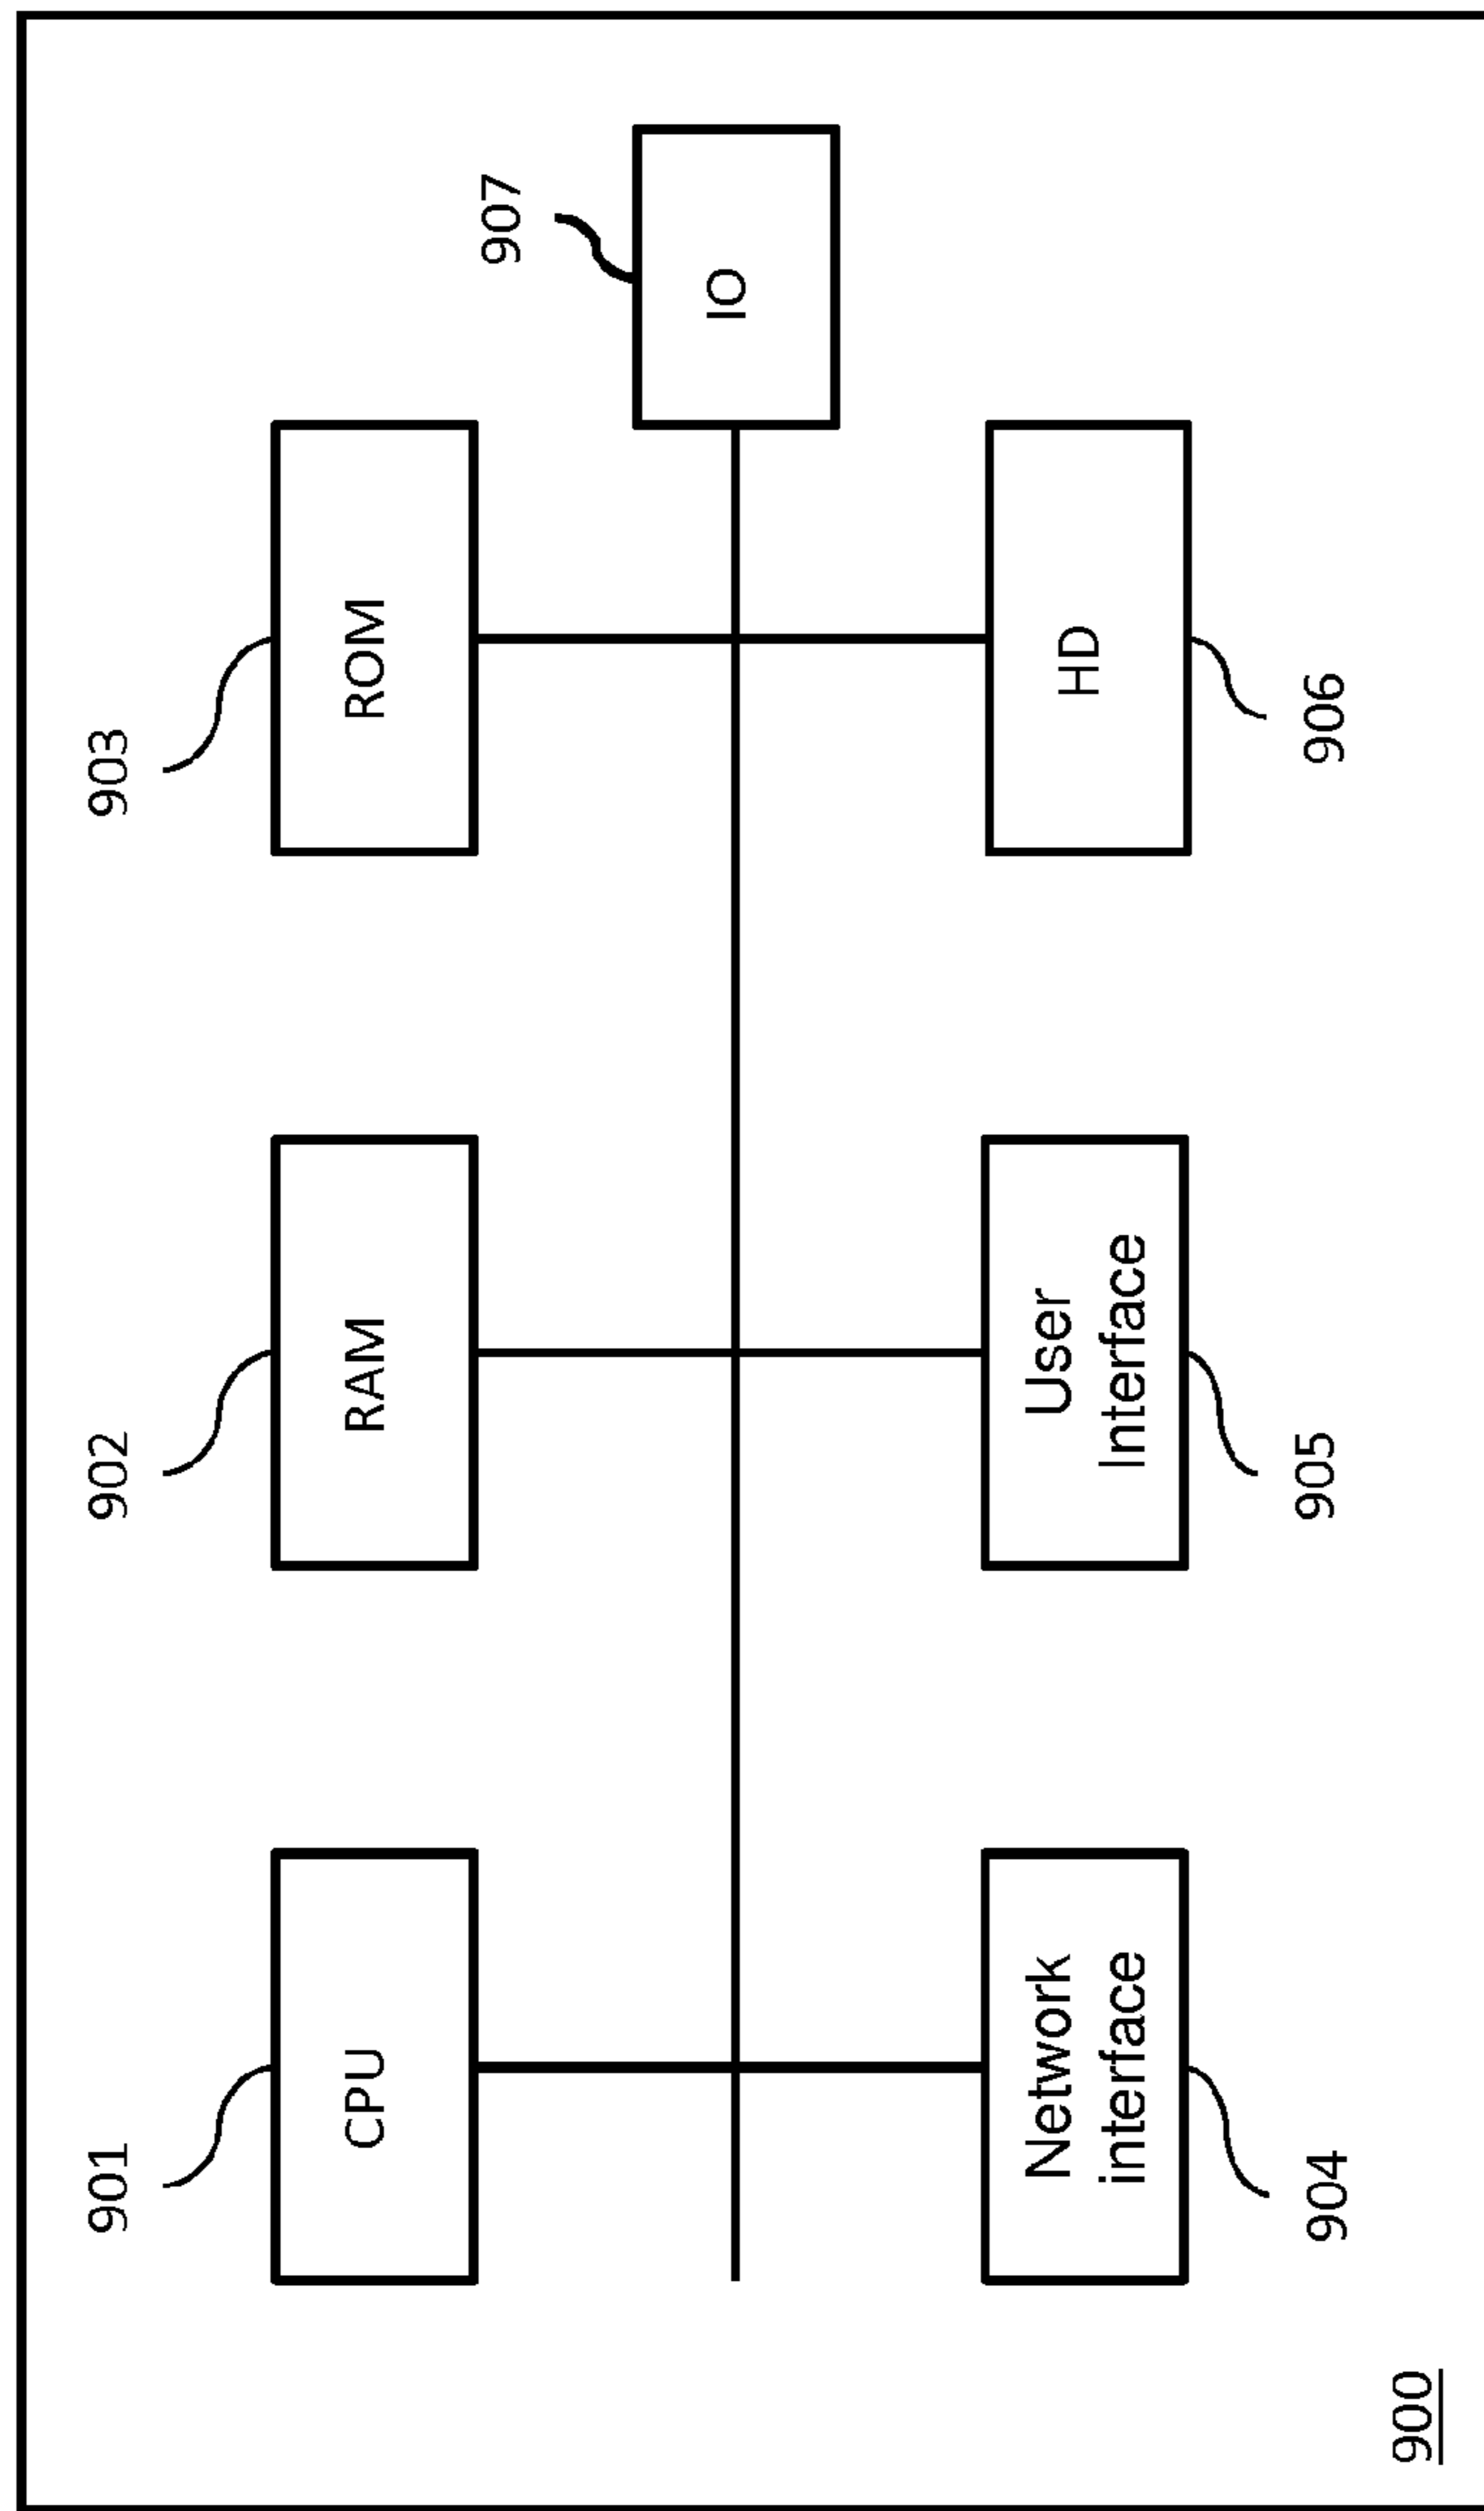 901
902
903
CPU
RAM
ROM
907
IO
Network
interface
User
Interface
HD
904
905
906
900